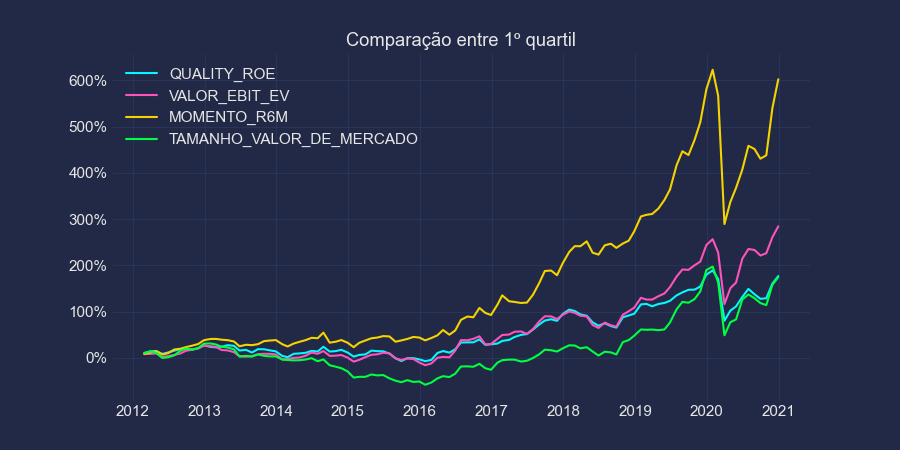 Comparação entre 1º quartil
QUALITY_ROE
VALOR_EBIT_EV
MOMENTO_R6M
TAMANHO_VALOR_DE_MERCADO
600%
500%
400%
300%
200%
100%
0%
2012 2013 2014 2015 2016 2017 2018 2019 2020 2021